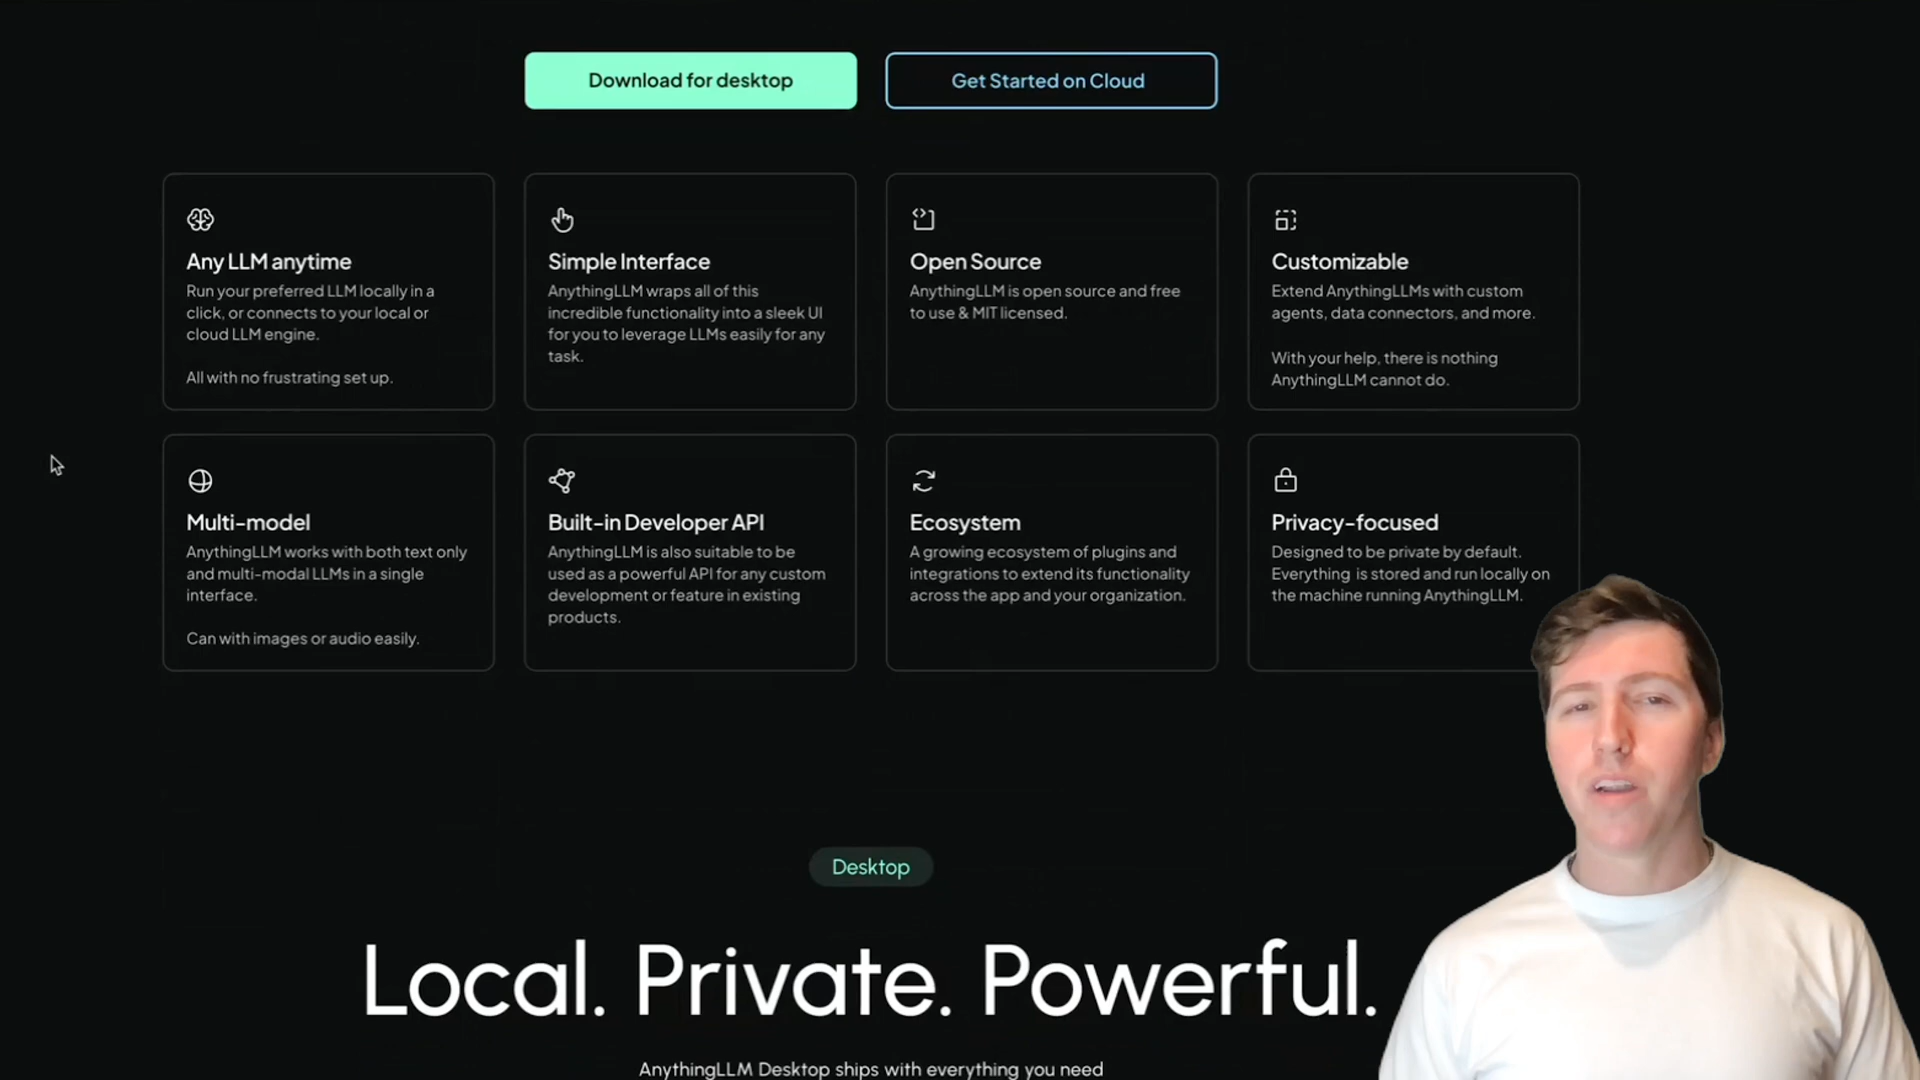 Download for desktop
Get Started on Cloud
Any LLM anytime
Run your preferred LLM locally in a
click, or connects to your local or
cloud LLM engine.
All with no frustrating set up.
Simple Interface
AnythingLLM wraps all of this
incredible functionality into a sleek UI
for you to leverage LLMs easily for any
task.
Open Source
AnythingLLM is open source and free
to use & MIT licensed.
Customizable
Extend AnythingLLMs with custom
agents, data connectors, and more.
With your help, there is nothing
AnythingLLM cannot do.
Multi-model
AnythingLLM works with both text only
and multi-modal LLMs in a single
interface.
Can with images or audio easily.
Built-in Developer API
AnythingLLM is also suitable to be
used as a powerful API for any custom
development or feature in existing
products.
Ecosystem
A growing ecosystem of plugins and
integrations to extend its functionality
across the app and your organization.
Privacy-focused
Designed to be private by default.
Everything is stored and run locally on
the machine running AnythingLLM.
Desktop
Local. Private. Powerful.
AnythingLLM Desktop ships with everything you need